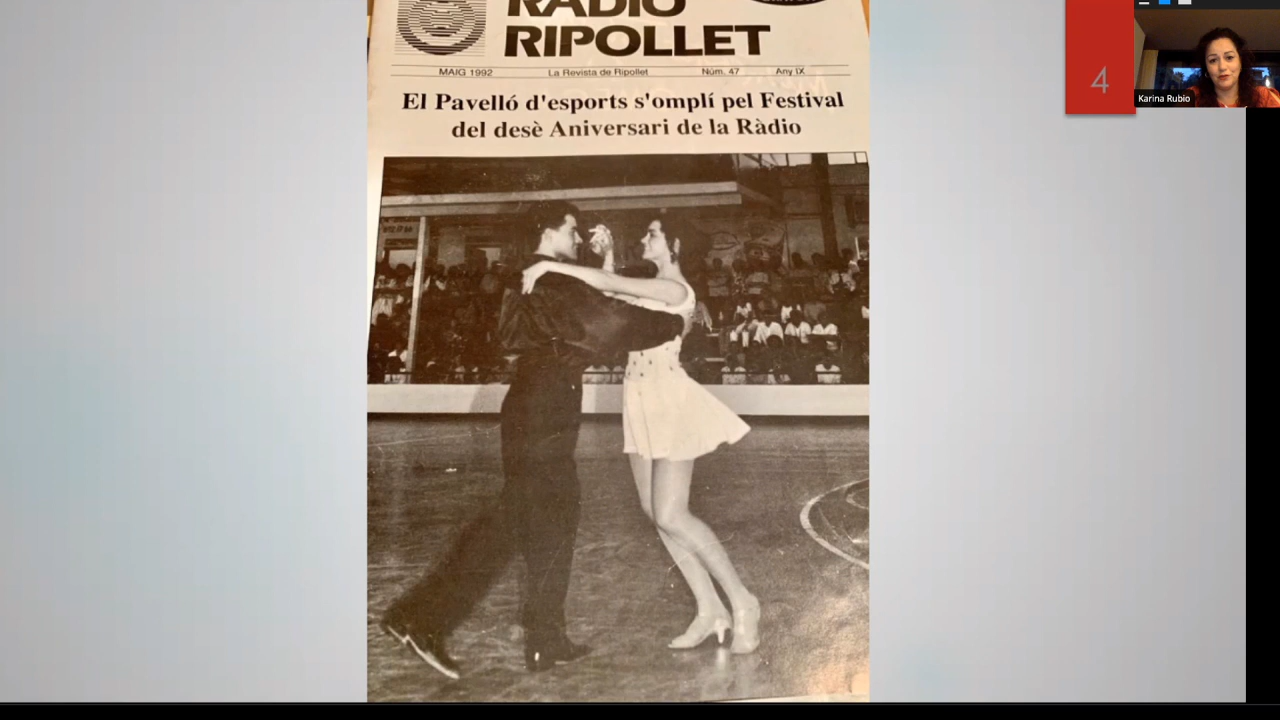 RÀDIO
RIPOLLET
MAIG 1992 La Revista de Ripollet Núm. 47 Any IX
El Pavelló d'esports s'omplí pel Festival
del desè Aniversari de la Ràdio
4
Karina Rubio